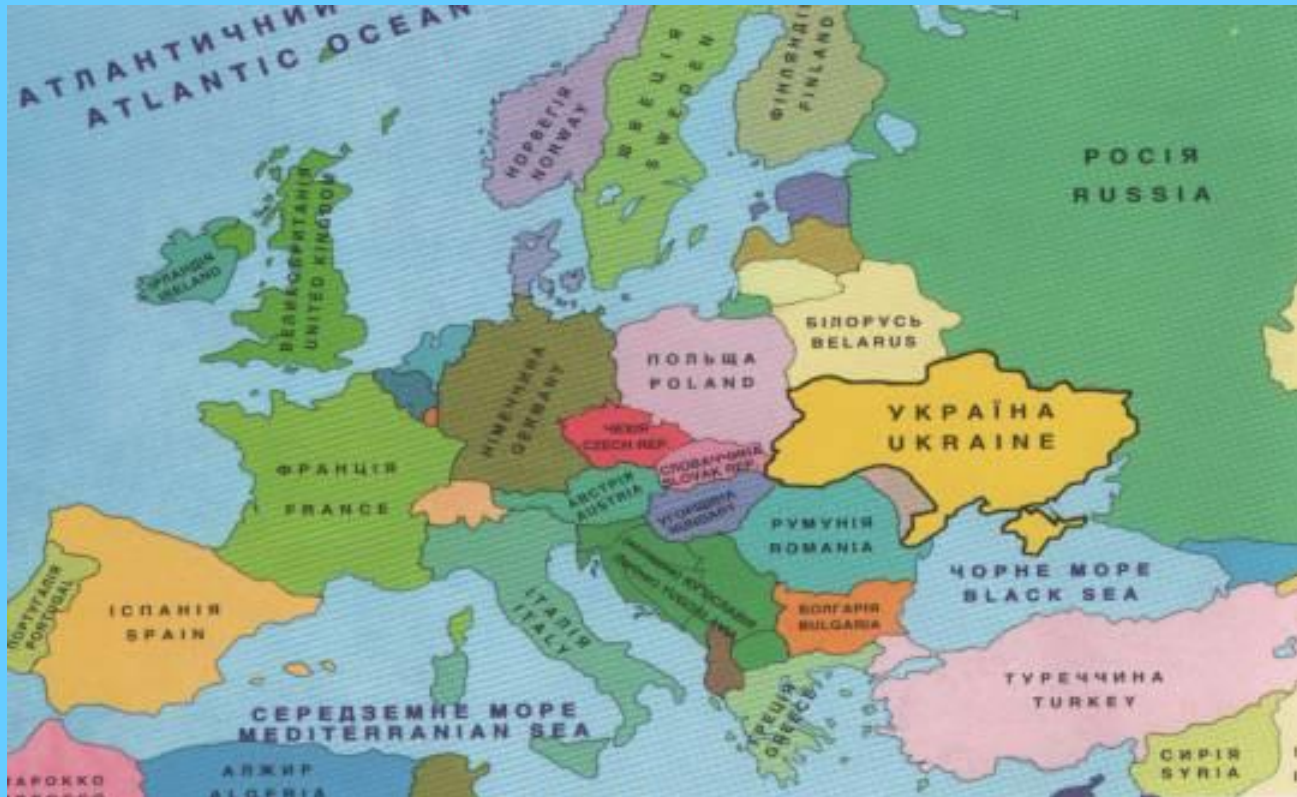 АТЛАНТИЧНИЙ
ATLANTIC OCEAN
НОРВЕГІЯ
NORWAY
ШВЕЦІЯ
SWEDEN
ФІНЛЯНДІ
FINLAND
РОСІЯ
RUSSIA
ІРЛАНДІЯ
IRELAND
ВЕЛИКОБРИТАНІЯ
UNITED KINGDOM
БІЛОРУСЬ
BELARUS
ПОЛЬЩА
POLAND
НІМЕЧЧИНА
GERMANY
УКРАЇНА
UKRAINE
ЧЕХІЯ
CZECH REP.
СЛОВАЧЧИНА
SLOVAK REP.
ФРАНЦІЯ
FRANCE
АВСТРІЯ
AUSTRIA
УГОРЩИНА
HUNGARY
РУМУНІЯ
ROMANIA
ЧОРНЕ МОРЕ
BLACK SEA
ПОРТУГАЛІЯ
PORTUGAL
ІСПАНІЯ
SPAIN
ІТАЛІЯ
ITALY
БОЛГАРІЯ
BULGARIA
ТУРЕЧЧИНА
TURKEY
ГРЕЦІЯ
GREECE
СЕРЕДЗЕМНЕ МОРЕ
MEDITERRANIAN SEA
АЛЖИР
ALGERIA
АРОККО
СИРІЯ
SYRIA